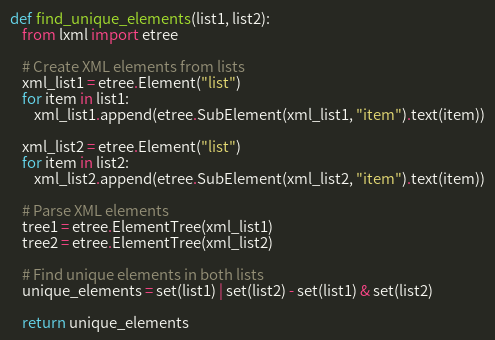 def find_unique_elements(list1, list2):
from lxml import etree
# Create XML elements from lists
xml_list1 = etree.Element("list")
for item in list1:
xml_list1.append(etree.SubElement(xml_list1, "item").text(item))
xml_list2 = etree.Element("list")
for item in list2:
xml_list2.append(etree.SubElement(xml_list2, "item").text(item))
# Parse XML elements
tree1 = etree.ElementTree(xml_list1)
tree2 = etree.ElementTree(xml_list2)
# Find unique elements in both lists
unique_elements = set(list1) | set(list2) - set(list1) & set(list2)
return unique_elements